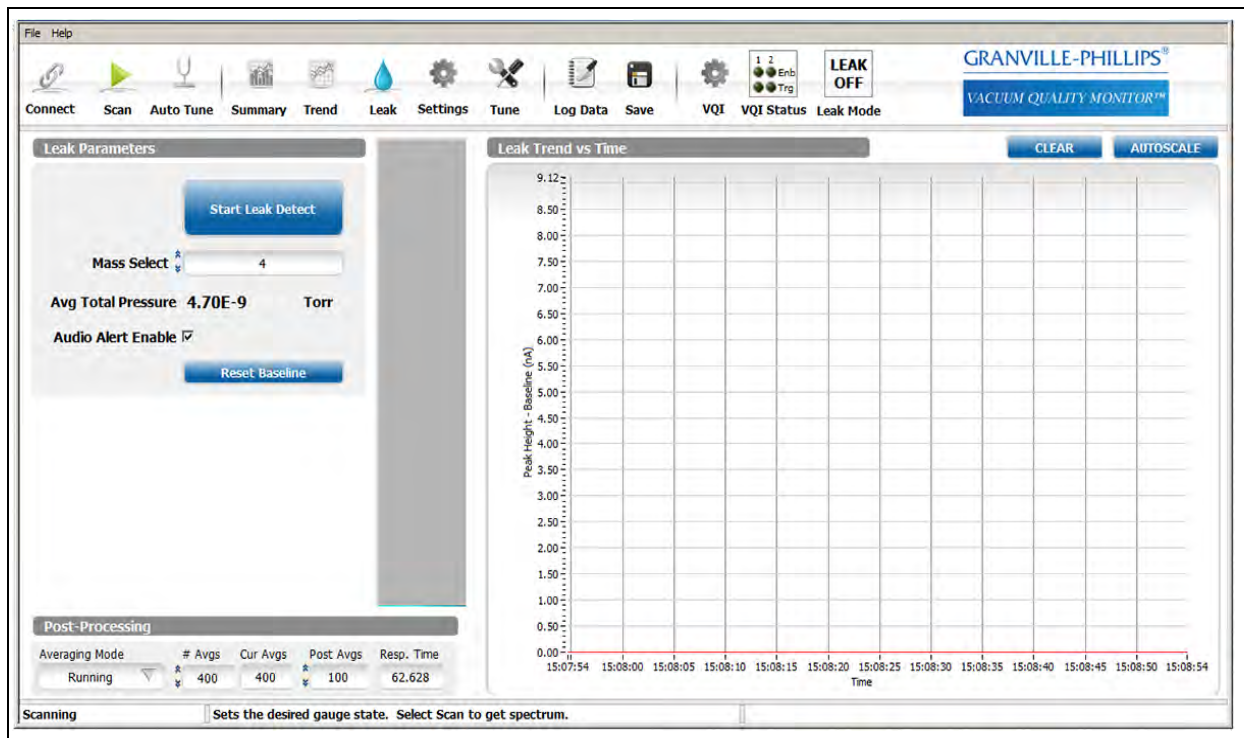 File Help
1 2
Enb
Trg
LEAK
OFF
Connect Scan Auto Tune Summary Trend Leak Settings Tune Log Data Save VQI VQI Status Leak Mode
GRANVILLE-PHILLIPS®
VACUUM QUALITY MONITOR™
Leak Parameters
Start Leak Detect
Mass Select 4
Avg Total Pressure 4.70E-9 Torr
Audio Alert Enable
Reset Baseline
Leak Trend vs Time
CLEAR AUTOSCALE
9.12
8.50
8.00
7.50
7.00
6.50
6.00
5.50
5.00
4.50
4.00
3.50
3.00
2.50
2.00
1.50
1.00
0.50
0.00
Peak Height - Baseline (nA)
15:07:54 15:08:00 15:08:05 15:08:10 15:08:15 15:08:20 15:08:25 15:08:30 15:08:35 15:08:40 15:08:45 15:08:50 15:08:54
Time
Post-Processing
Averaging Mode # Avgs Cur Avgs Post Avgs Resp. Time
Running 400 400 100 62.628
Scanning Sets the desired gauge state. Select Scan to get spectrum.